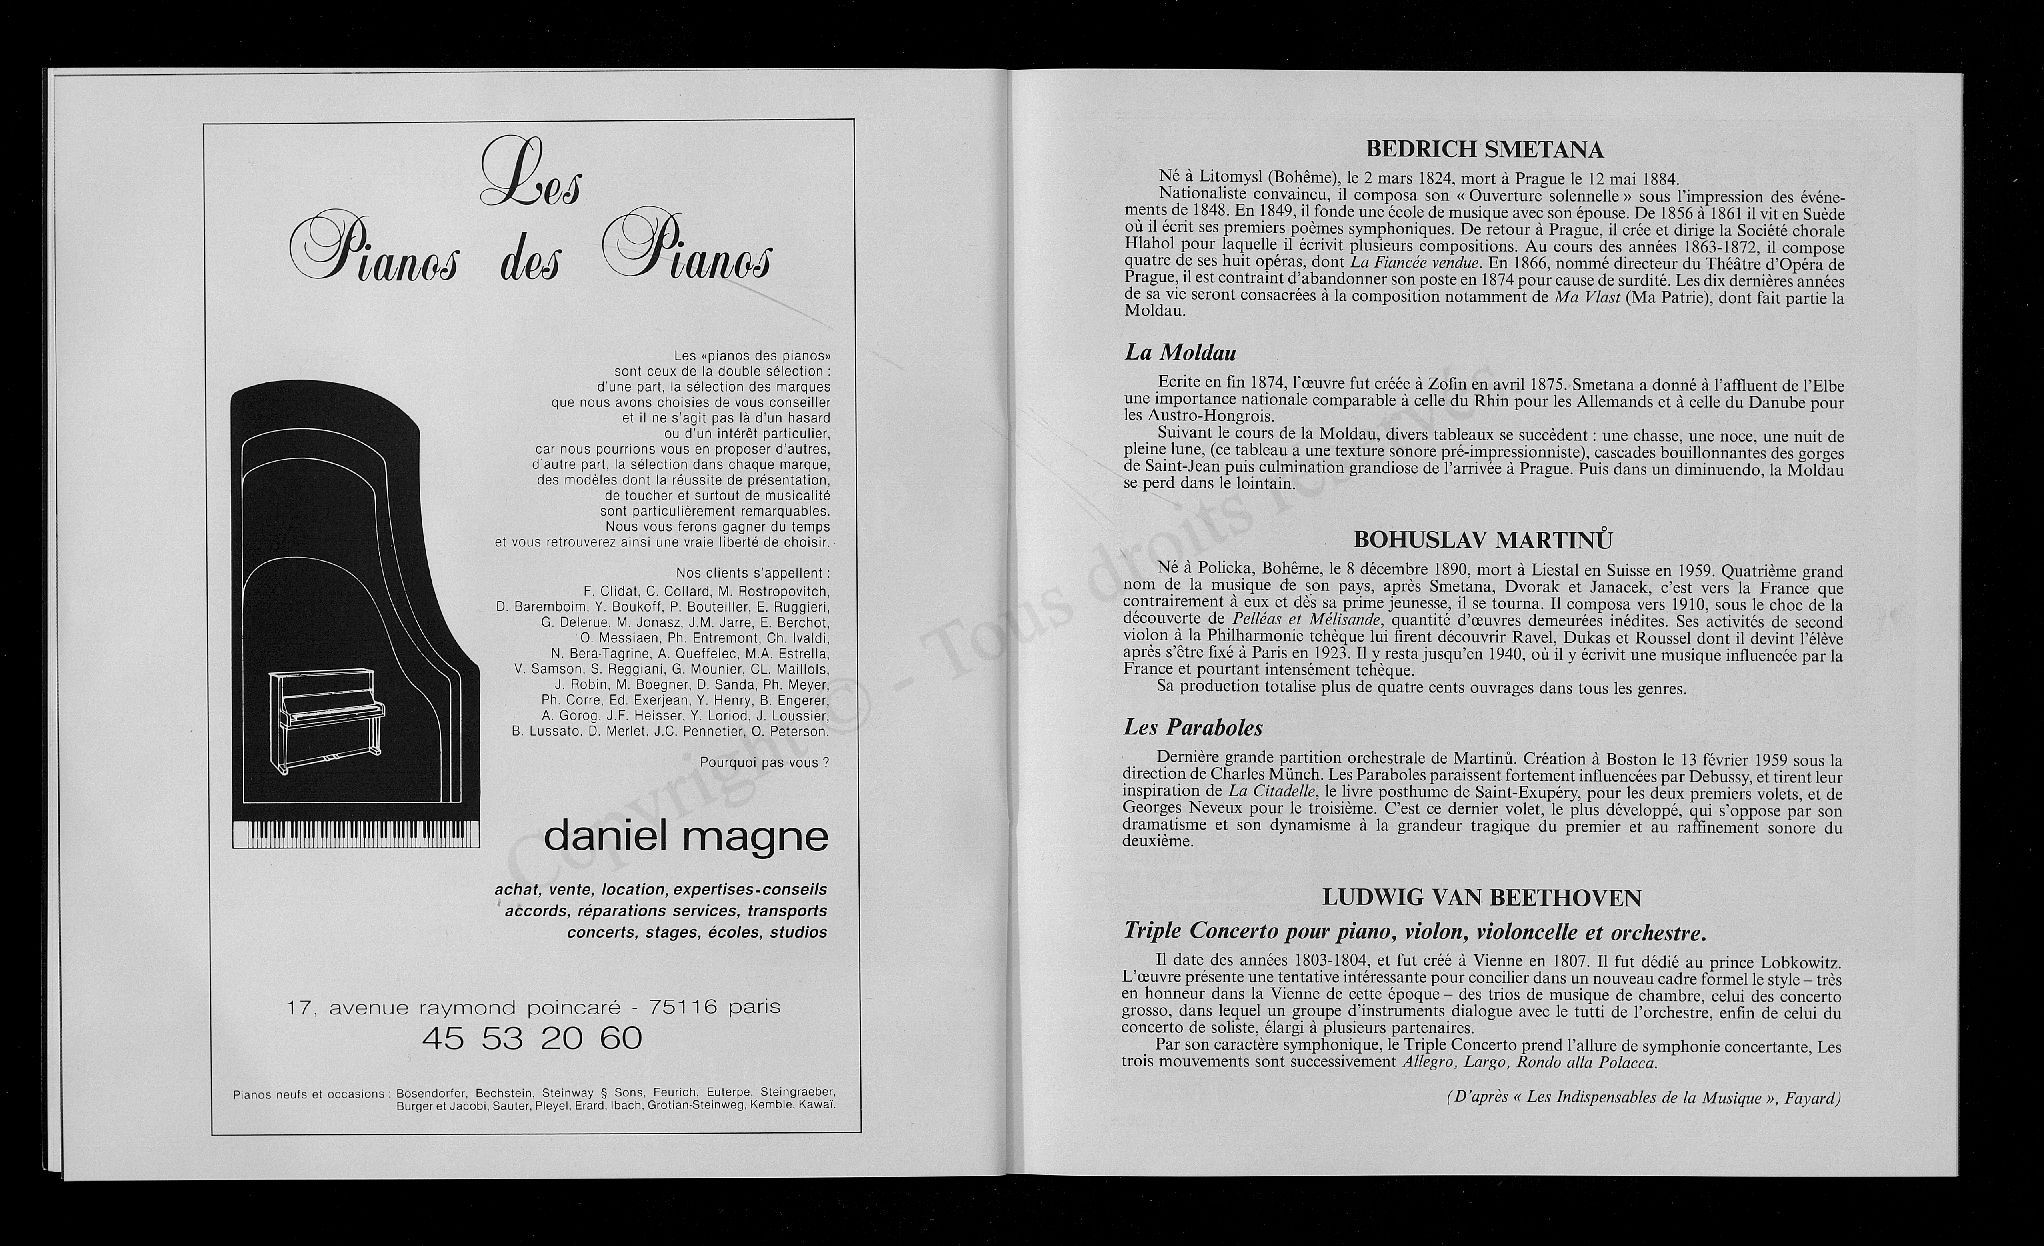 Les
Pianos des Pianos
Les «pianos des pianos»
sont ceux de la double sélection :
d'une part, la sélection des marques
que nous avons choisies de vous conseiller
et il ne s'agit pas là d'un hasard
ou d'un intérêt particulier,
car nous pourrions vous en proposer d'autres,
d'autre part, la sélection dans chaque marque,
des modèles dont la réussite de présentation,
de toucher et surtout de musicalité
sont particulièrement remarquables.
Nous vous ferons gagner du temps
et vous retrouverez ainsi une vraie liberté de choisir.
Nos clients s'appellent :
F. Clidat, C. Collard, M. Rostropovitch,
D. Baremboim, Y. Boukoff, P. Bouteiller, E. Ruggieri,
G. Delerue, M. Jonasz, J.M. Jarre, E. Berchot,
O. Messiaen, Ph. Entremont, Ch. Ivaldi,
N. Bera-Tagrine, A. Queffelec, M.A. Estrella,
V. Samson, S. Reggiani, G. Mounier, CL. Maillols,
J. Robin, M. Boegner, D. Sanda, Ph. Meyer,
Ph. Corre, Ed. Exerjean, Y. Henry, B. Engerer,
A. Gorog, J.F. Heisser, Y. Loriod, J. Loussier,
B. Lussato, D. Merlet, J.C. Pennetier, O. Peterson.
Pourquoi pas vous ?
daniel magne
achat, vente, location, expertises-conseils
accords, réparations services, transports
concerts, stages, écoles, studios
17, avenue raymond poincaré - 75116 paris
45 53 20 60
Pianos neufs et occasions : Bosendorfer, Bechstein, Steinway § Sons, Feurich, Euterpe, Steingraeber,
Burger et Jacobi, Sauter, Pleyel, Erard, Ibach, Grotian-Steinweg, Kemble, Kawaï.
BEDRICH SMETANA
Né à Litomysl (Bohême), le 2 mars 1824, mort à Prague le 12 mai 1884.
Nationaliste convaincu, il composa son « Ouverture solennelle » sous l'impression des événe-
ments de 1848. En 1849, il fonde une école de musique avec son épouse. De 1856 à 1861 il vit en Suède
où il écrit ses premiers poèmes symphoniques. De retour à Prague, il crée et dirige la Société chorale
Hlahol pour laquelle il écrivit plusieurs compositions. Au cours des années 1863-1872, il compose
quatre de ses huit opéras, dont La Fiancée vendue. En 1866, nommé directeur du Théâtre d'Opéra de
Prague, il est contraint d'abandonner son poste en 1874 pour cause de surdité. Les dix dernières années
de sa vie seront consacrées à la composition notamment de Ma Vlast (Ma Patrie), dont fait partie la
Moldau.
La Moldau
Ecrite en fin 1874, l'œuvre fut créée à Zofin en avril 1875. Smetana a donné à l'affluent de l'Elbe
une importance nationale comparable à celle du Rhin pour les Allemands et à celle du Danube pour
les Austro-Hongrois.
Suivant le cours de la Moldau, divers tableaux se succèdent : une chasse, une noce, une nuit de
pleine lune, (ce tableau a une texture sonore pré-impressionniste), cascades bouillonnantes des gorges
de Saint-Jean puis culmination grandiose de l'arrivée à Prague. Puis dans un diminuendo, la Moldau
se perd dans le lointain.
BOHUSLAV MARTINŮ
Né à Policka, Bohême, le 8 décembre 1890, mort à Liestal en Suisse en 1959. Quatrième grand
nom de la musique de son pays, après Smetana, Dvorak et Janacek, c'est vers la France que
contrairement à eux et dès sa prime jeunesse, il se tourna. Il composa vers 1910, sous le choc de la
découverte de Pelléas et Mélisande, quantité d'œuvres demeurées inédites. Ses activités de second
violon à la Philharmonie tchèque lui firent découvrir Ravel, Dukas et Roussel dont il devint l'élève
après s'être fixé à Paris en 1923. Il y resta jusqu'en 1940, où il y écrivit une musique influencée par la
France et pourtant intensément tchèque.
Sa production totalise plus de quatre cents ouvrages dans tous les genres.
Les Paraboles
Dernière grande partition orchestrale de Martinů. Création à Boston le 13 février 1959 sous la
direction de Charles Münch. Les Paraboles paraissent fortement influencées par Debussy, et tirent leur
inspiration de La Citadelle, le livre posthume de Saint-Exupéry, pour les deux premiers volets, et de
Georges Neveux pour le troisième. C'est ce dernier volet, le plus développé, qui s'oppose par son
dramatisme et son dynamisme à la grandeur tragique du premier et au raffinement sonore du
deuxième.
LUDWIG VAN BEETHOVEN
Triple Concerto pour piano, violon, violoncelle et orchestre.
Il date des années 1803-1804, et fut créé à Vienne en 1807. Il fut dédié au prince Lobkowitz.
L'œuvre présente une tentative intéressante pour concilier dans un nouveau cadre formel le style – très
en honneur dans la Vienne de cette époque – des trios de musique de chambre, celui des concerto
grosso, dans lequel un groupe d'instruments dialogue avec le tutti de l'orchestre, enfin de celui du
concerto de soliste, élargi à plusieurs partenaires.
Par son caractère symphonique, le Triple Concerto prend l'allure de symphonie concertante, Les
trois mouvements sont successivement Allegro, Largo, Rondo alla Polacca.
(D'après « Les Indispensables de la Musique », Fayard)
Copyright © - Tous droits réservés